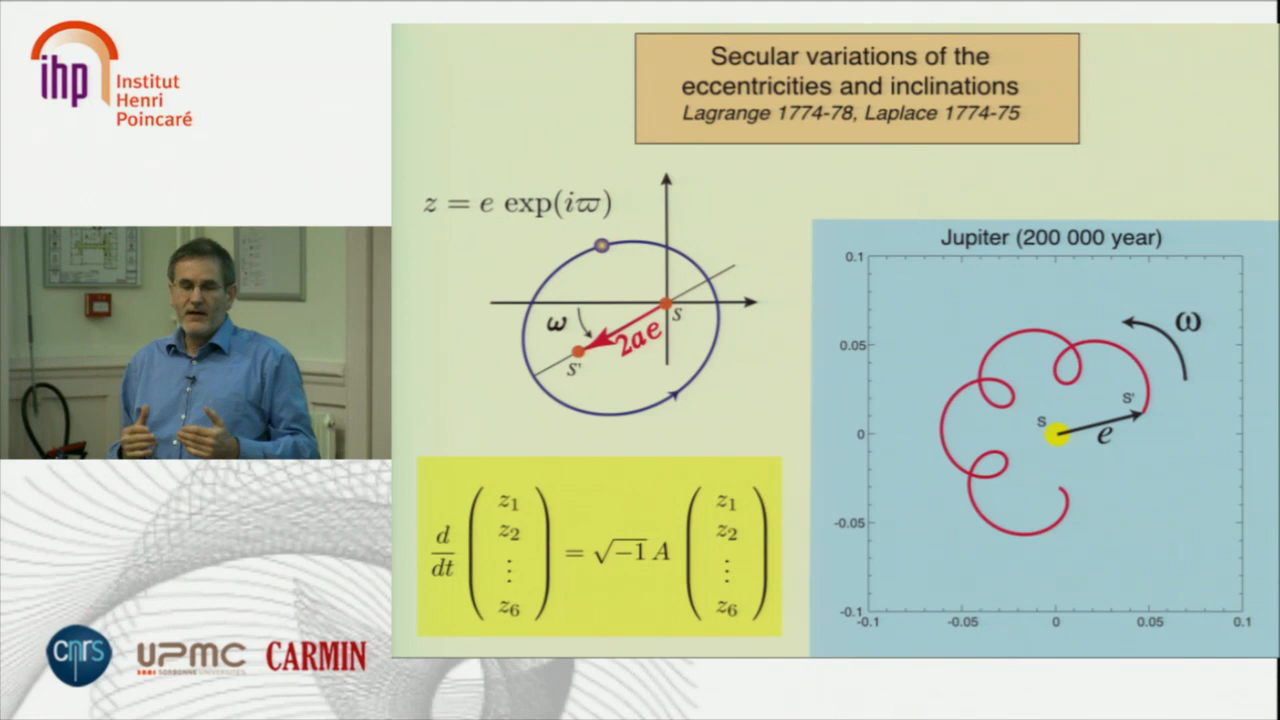 ihp
Institut
Henri
Poincaré
Secular variations of the
eccentricities and inclinations
Lagrange 1774-78, Laplace 1774-75
z = e exp(iϖ)
ω
2ae
S
S'
d/dt ( z₁ z₂ ⋮ z₆ ) = √−1 A ( z₁ z₂ ⋮ z₆ )
Jupiter (200 000 year)
0.1
0.05
0
-0.05
-0.1
ω
S
S'
e
-0.1 -0.05 0 0.05 0.1
cnrs
UPMC
SORBONNE UNIVERSITÉS
CARMIN